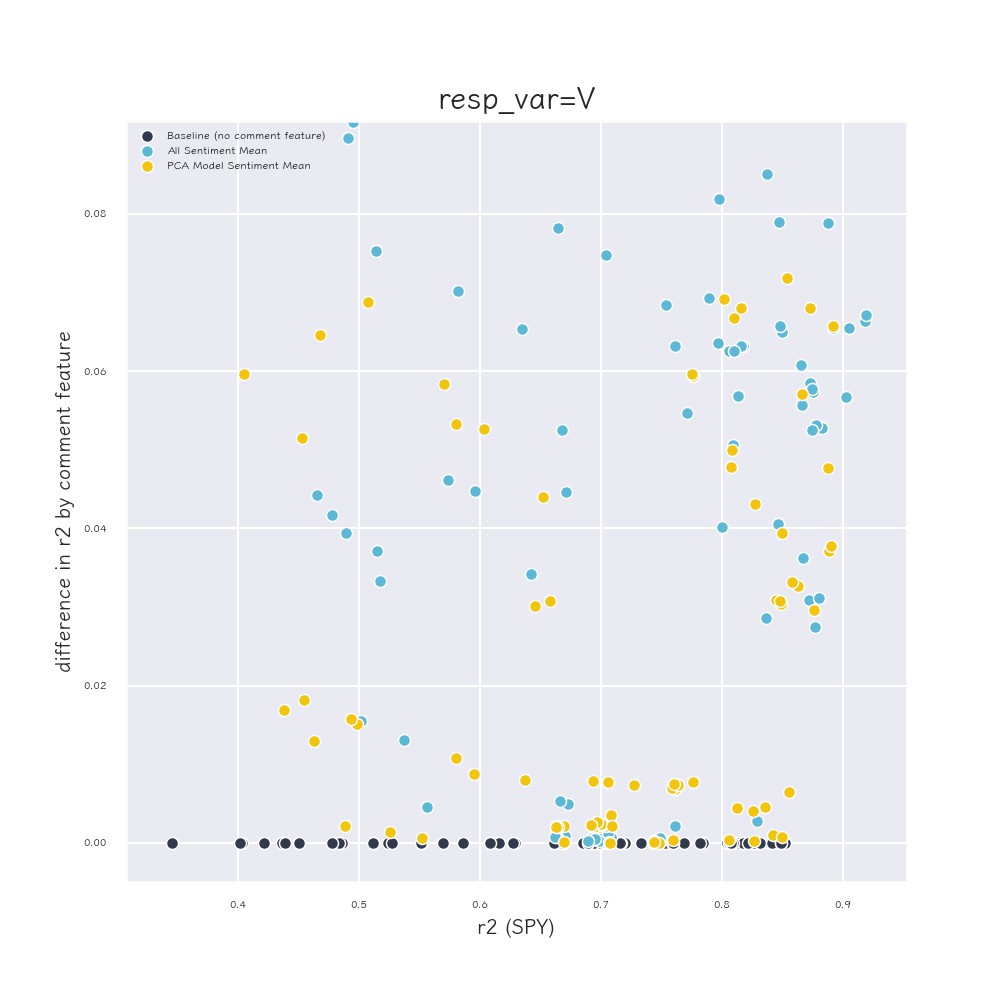 resp_var=V
Baseline (no comment feature)
All Sentiment Mean
PCA Model Sentiment Mean
difference in r2 by comment feature
0.08
0.06
0.04
0.02
0.00
0.4 0.5 0.6 0.7 0.8 0.9
r2 (SPY)